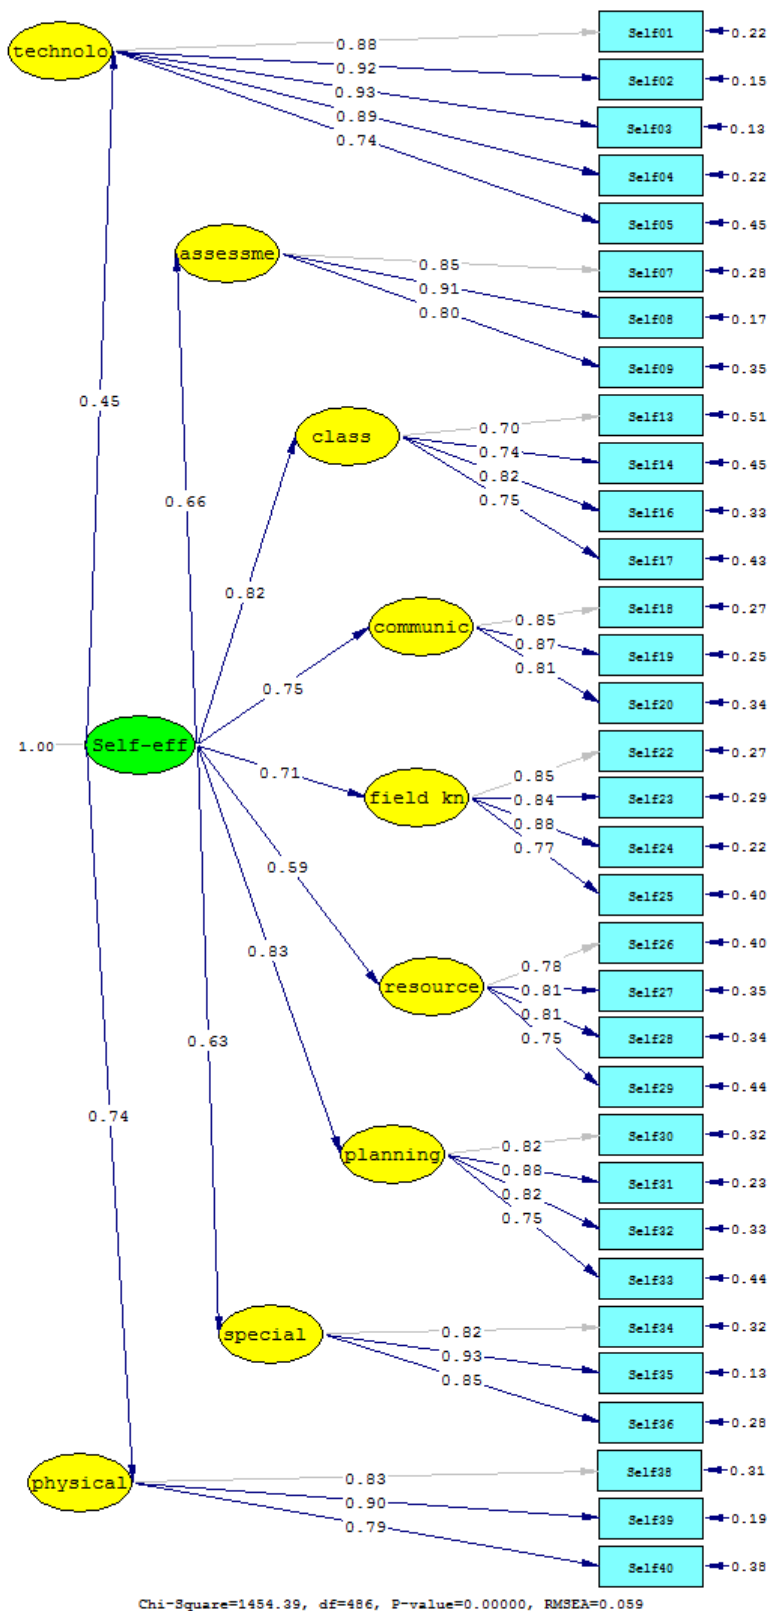 technolo
0.88
Self01
0.22
0.92
Self02
0.15
0.93
Self03
0.13
0.89
Self04
0.22
0.74
Self05
0.45
assessme
0.85
Self07
0.28
0.91
Self08
0.17
0.80
Self09
0.35
0.45
class
0.70
Self13
0.51
0.74
Self14
0.45
0.82
Self16
0.33
0.75
Self17
0.43
0.66
0.82
communic
0.85
Self18
0.27
0.87
Self19
0.25
0.81
Self20
0.34
0.75
1.00
Self-eff
0.71
field kn
0.85
Self22
0.27
0.84
Self23
0.29
0.88
Self24
0.22
0.77
Self25
0.40
0.59
0.83
resource
0.78
Self26
0.40
0.81
Self27
0.35
0.81
Self28
0.34
0.75
Self29
0.44
0.63
0.74
planning
0.82
Self30
0.32
0.88
Self31
0.23
0.82
Self32
0.33
0.75
Self33
0.44
special
0.82
Self34
0.32
0.93
Self35
0.13
0.85
Self36
0.28
physical
0.83
Self38
0.31
0.90
Self39
0.19
0.79
Self40
0.38
Chi-Square=1454.39, df=486, P-value=0.00000, RMSEA=0.059